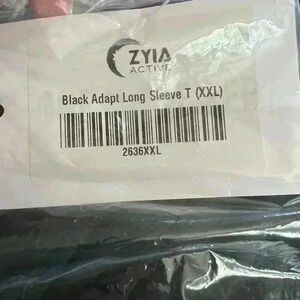 ZYIA
ACTIVE
Black Adapt Long Sleeve T (XXL)
2636XXL